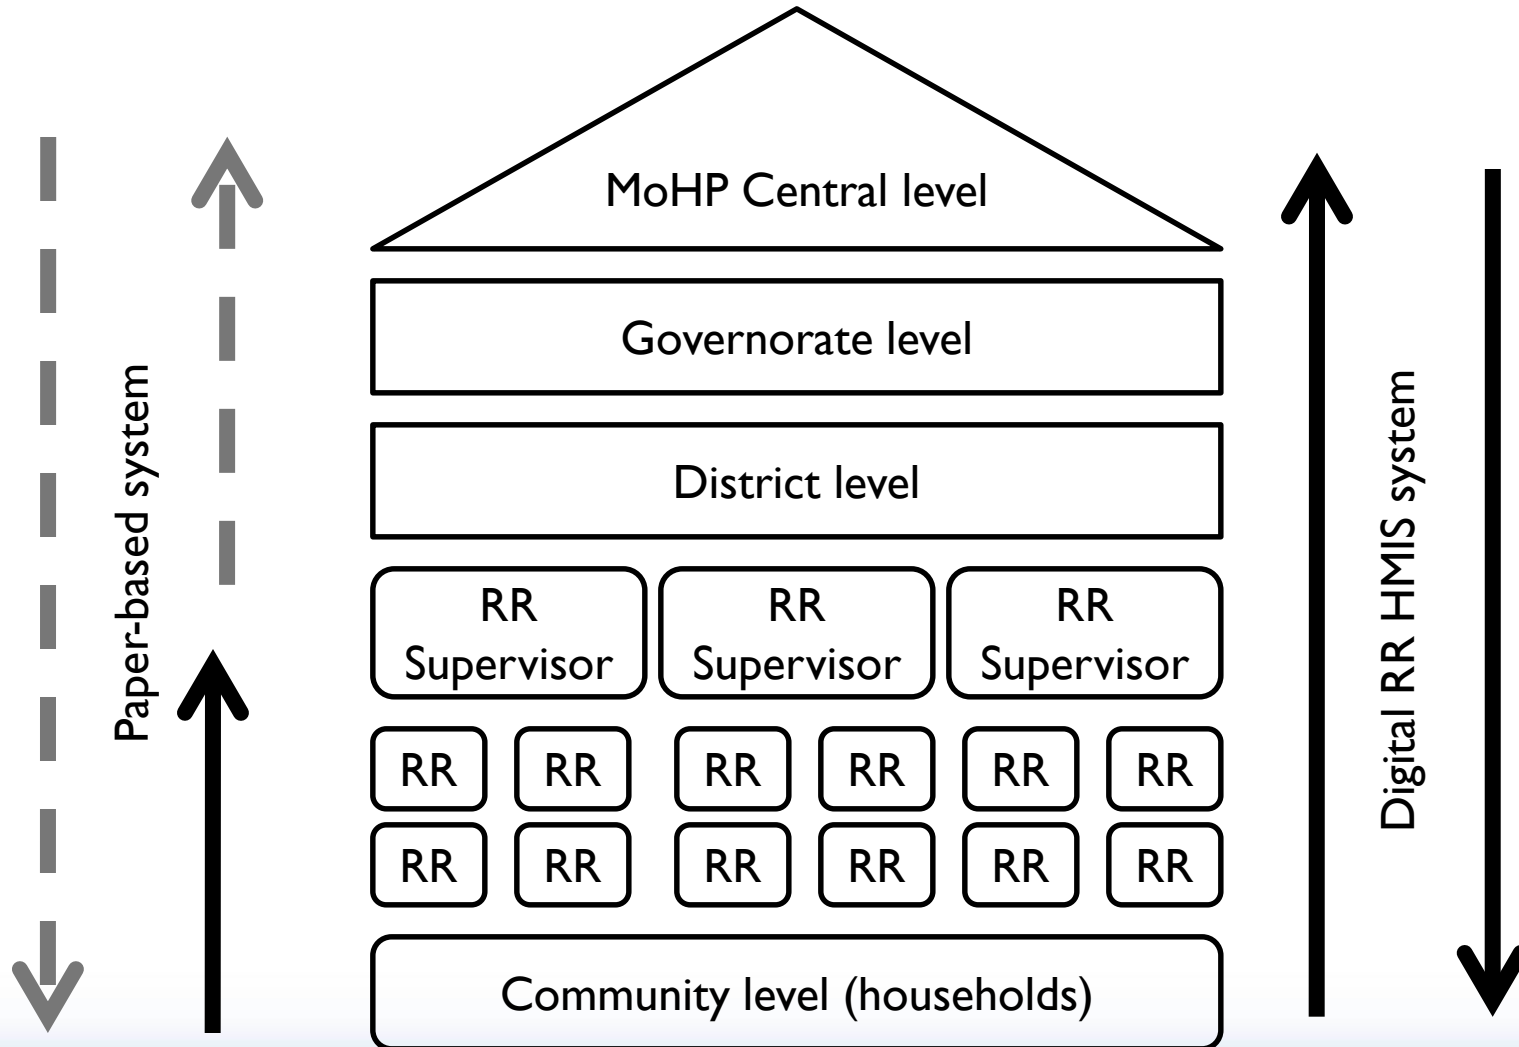 MoHP Central level
Governorate level
District level
Paper-based system
Digital RR HMIS system
RR
Supervisor
RR
Supervisor
RR
Supervisor
RR RR RR RR RR RR
RR RR RR RR RR RR
Community level (households)